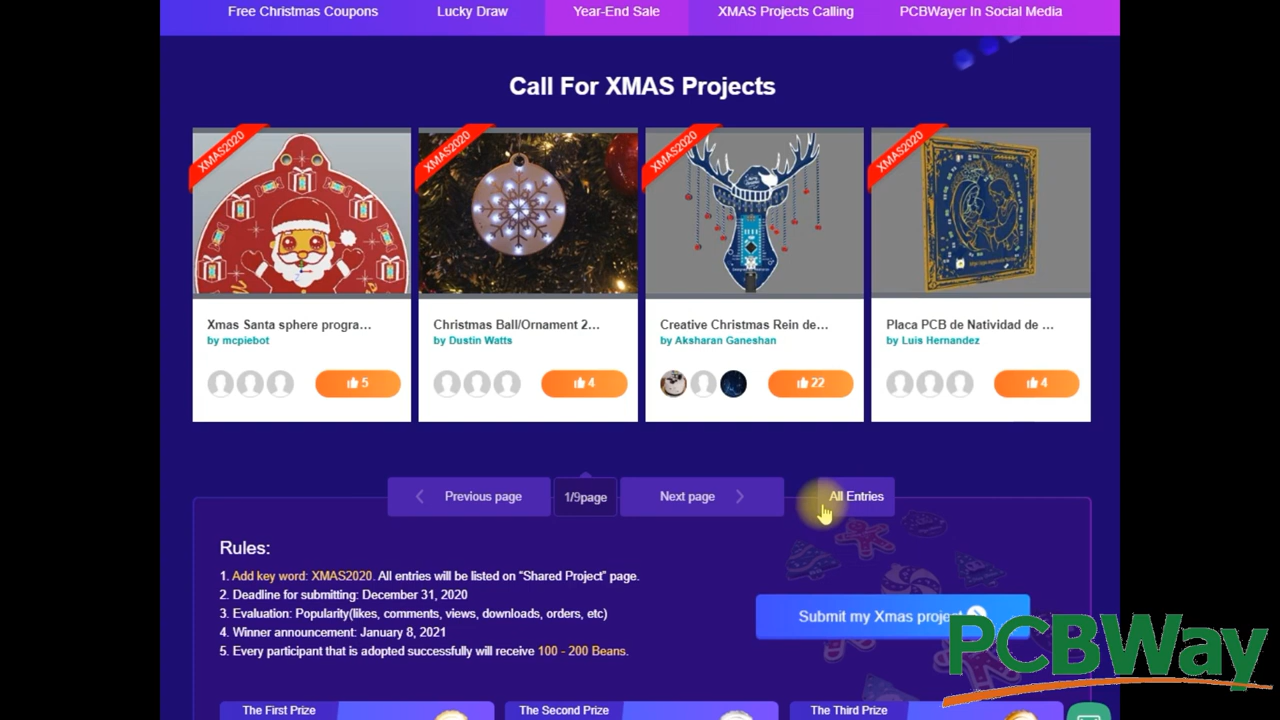 Free Christmas Coupons
Lucky Draw
Year-End Sale
XMAS Projects Calling
PCBWayer In Social Media
Call For XMAS Projects
XMAS2020
XMAS2020
XMAS2020
XMAS2020
Xmas Santa sphere progra...
by mcpiebot
5
Christmas Ball/Ornament 2...
by Dustin Watts
4
Creative Christmas Rein de...
by Aksharan Ganeshan
22
Placa PCB de Natividad de ...
by Luis Hernandez
4
Previous page
1/9page
Next page
All Entries
Rules:
1. Add key word: XMAS2020. All entries will be listed on “Shared Project” page.
2. Deadline for submitting: December 31, 2020
3. Evaluation: Popularity(likes, comments, views, downloads, orders, etc)
4. Winner announcement: January 8, 2021
5. Every participant that is adopted successfully will receive 100 - 200 Beans.
Submit my Xmas project
PCBWay
The First Prize
The Second Prize
The Third Prize